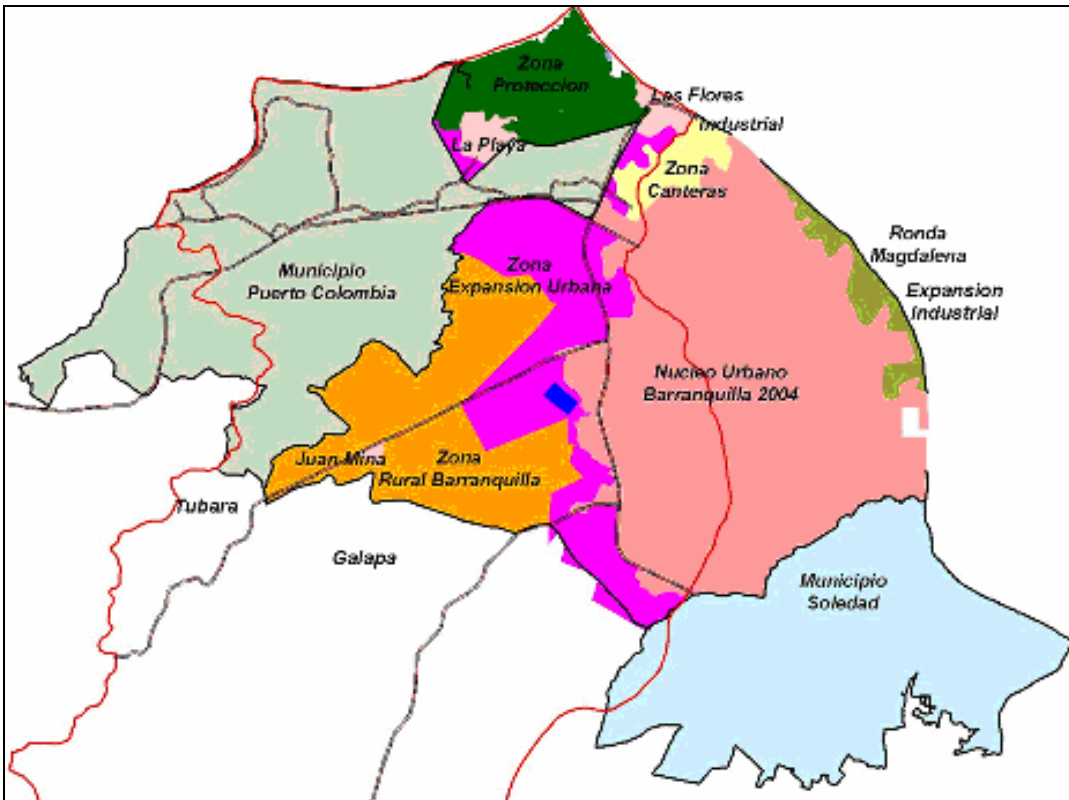 Zona
Proteccion
Las Flores
Industrial
La Playa
Zona
Canteras
Ronda
Magdalena
Zona
Expansion Urbana
Municipio
Puerto Colombia
Expansion
Industrial
Nucleo Urbano
Barranquilla 2004
Juan Mina
Zona
Rural Barranquilla
Tubara
Galapa
Municipio
Soledad